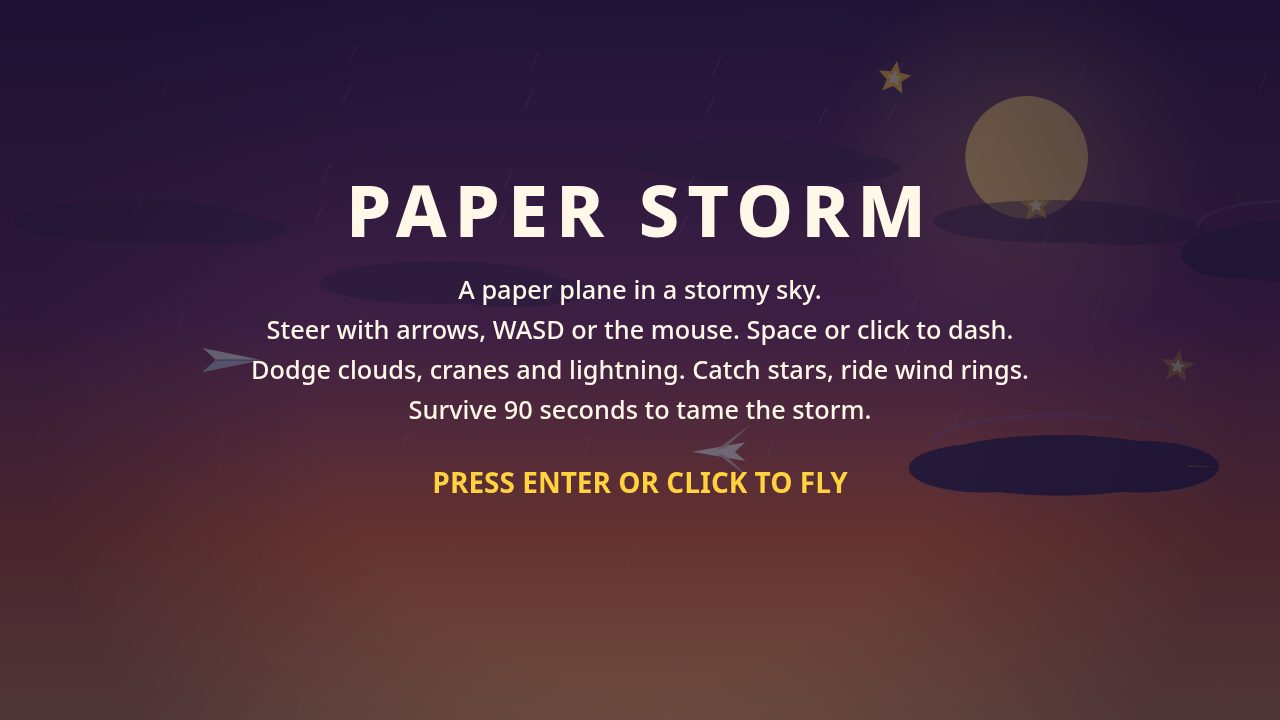 PAPER STORM
A paper plane in a stormy sky.
Steer with arrows, WASD or the mouse. Space or click to dash.
Dodge clouds, cranes and lightning. Catch stars, ride wind rings.
Survive 90 seconds to tame the storm.
PRESS ENTER OR CLICK TO FLY